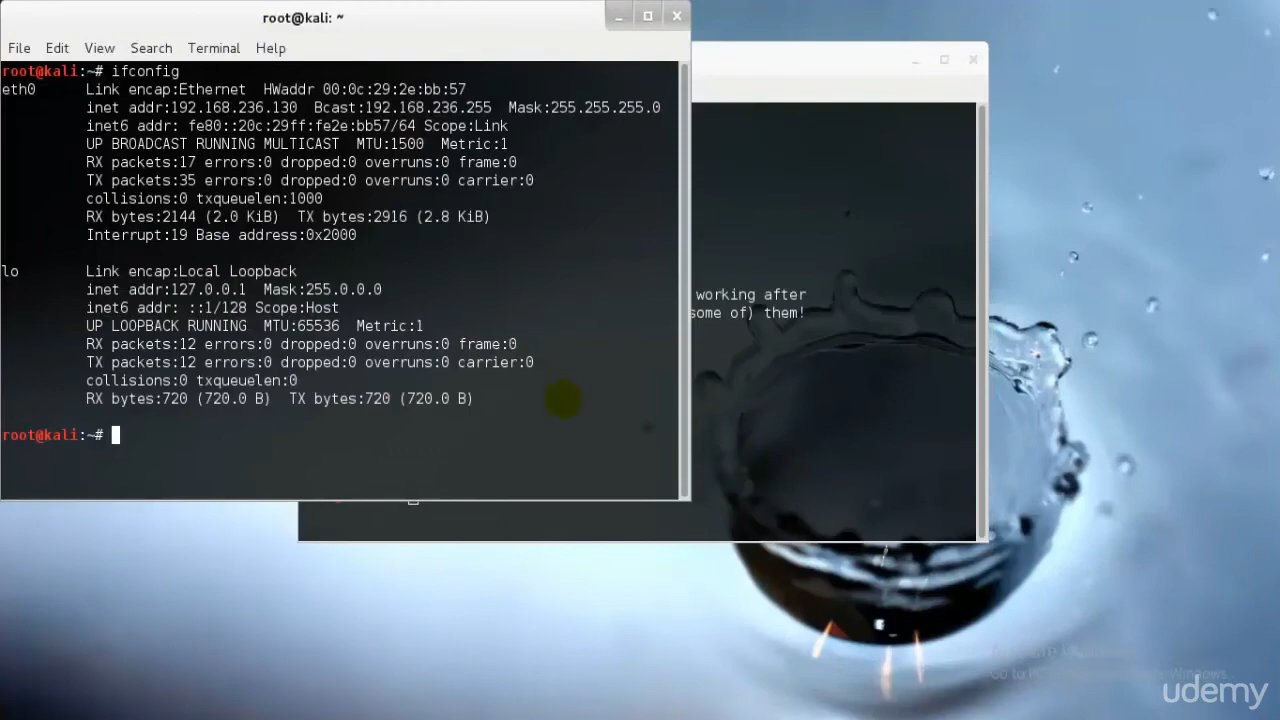 root@kali: ~
File Edit View Search Terminal Help
root@kali:~# ifconfig
eth0 Link encap:Ethernet HWaddr 00:0c:29:2e:bb:57
inet addr:192.168.236.130 Bcast:192.168.236.255 Mask:255.255.255.0
inet6 addr: fe80::20c:29ff:fe2e:bb57/64 Scope:Link
UP BROADCAST RUNNING MULTICAST MTU:1500 Metric:1
RX packets:17 errors:0 dropped:0 overruns:0 frame:0
TX packets:35 errors:0 dropped:0 overruns:0 carrier:0
collisions:0 txqueuelen:1000
RX bytes:2144 (2.0 KiB) TX bytes:2916 (2.8 KiB)
Interrupt:19 Base address:0x2000
lo Link encap:Local Loopback
inet addr:127.0.0.1 Mask:255.0.0.0
inet6 addr: ::1/128 Scope:Host
UP LOOPBACK RUNNING MTU:65536 Metric:1
RX packets:12 errors:0 dropped:0 overruns:0 frame:0
TX packets:12 errors:0 dropped:0 overruns:0 carrier:0
collisions:0 txqueuelen:0
RX bytes:720 (720.0 B) TX bytes:720 (720.0 B)
root@kali:~#
working after
some of) them!
udemy